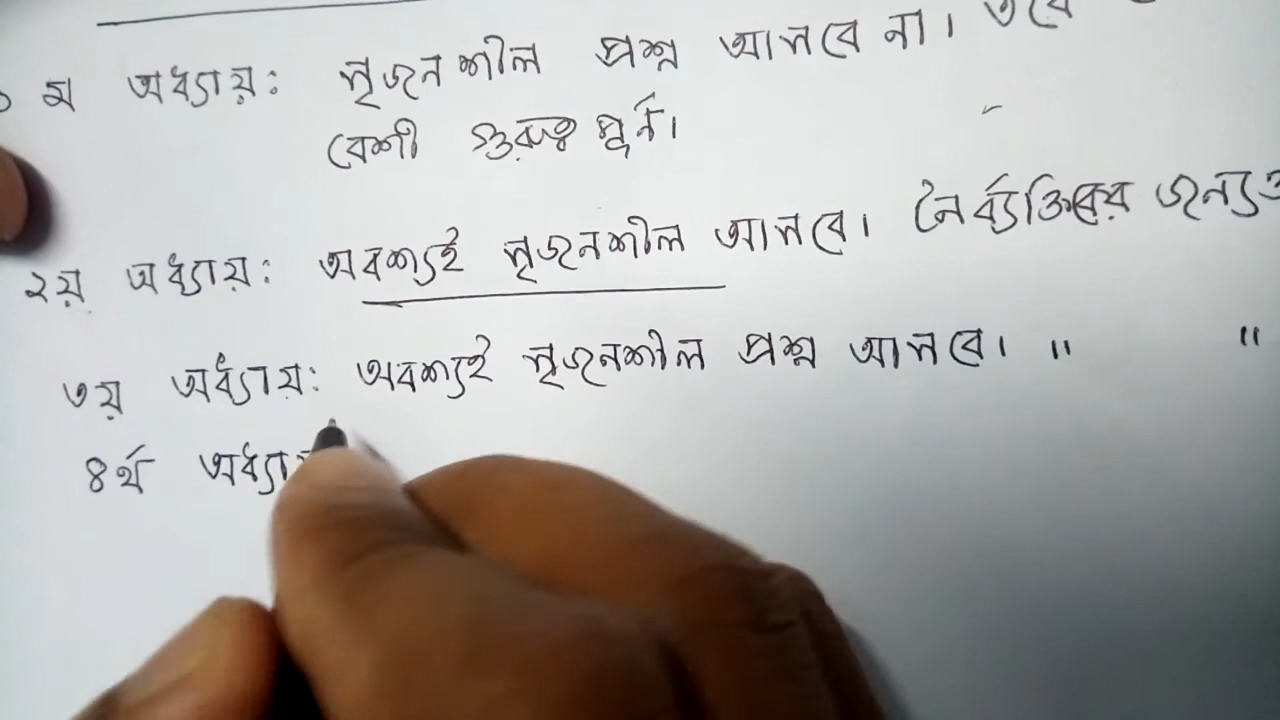 ১ম অধ্যায়ঃ সৃজনশীল প্রশ্ন আসবে না। তবে
বেশী গুরুত্ব পূর্ন।
২য় অধ্যায়ঃ অবশ্যই সৃজনশীল আসবে। নৈর্ব্যক্তিকের জন্যও
৩য় অধ্যায়ঃ অবশ্যই সৃজনশীল প্রশ্ন আসবে। " "
৪র্থ অধ্যা